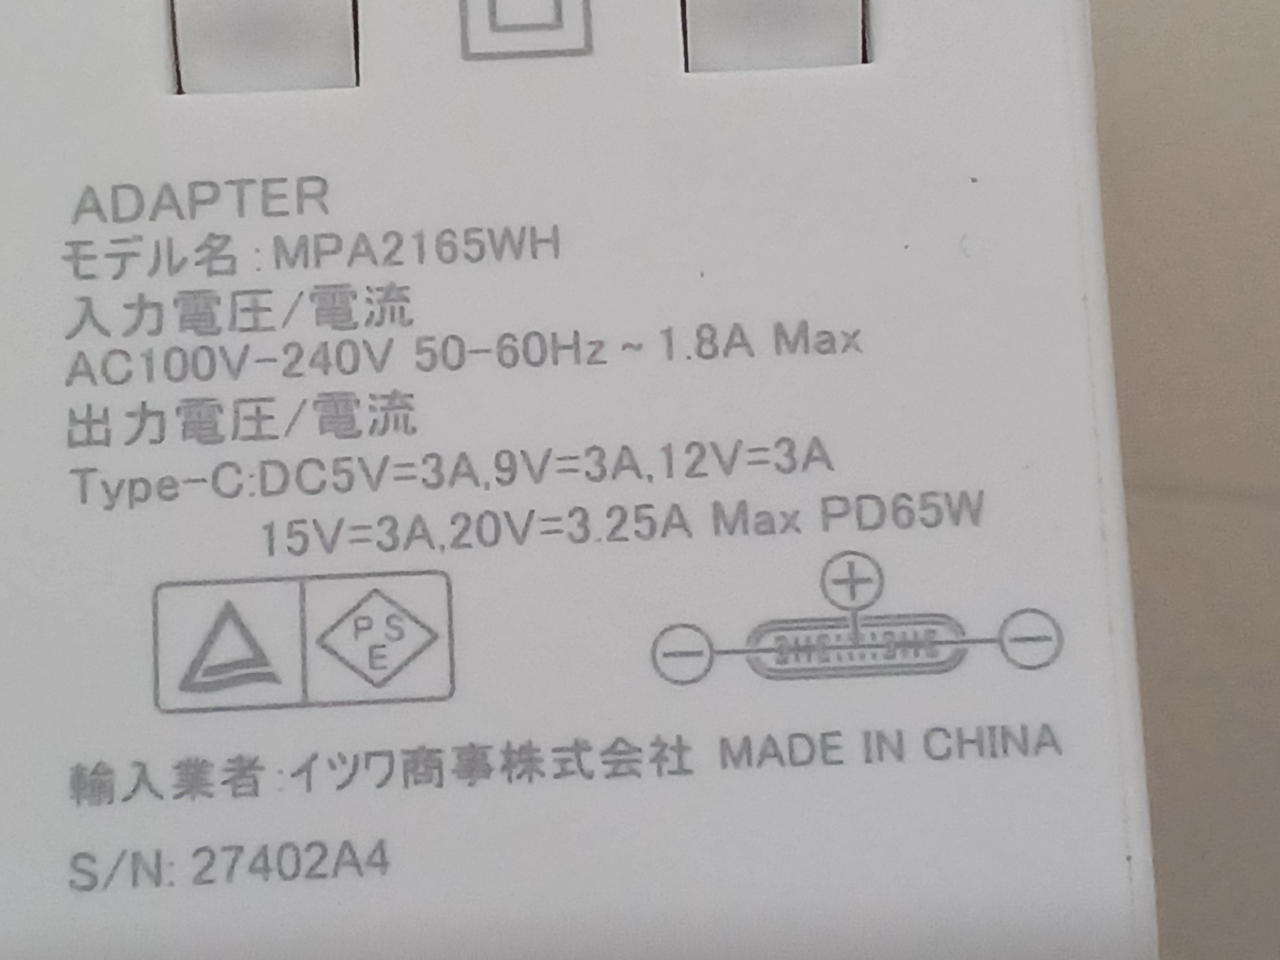 ADAPTER
モデル名:MPA2165WH
入力電圧/電流
AC100V-240V 50-60Hz ~ 1.8A Max
出力電圧/電流
Type-C:DC5V=3A,9V=3A,12V=3A
15V=3A,20V=3.25A Max PD65W
P S
E
輸入業者:イツワ商事株式会社 MADE IN CHINA
S/N: 27402A4